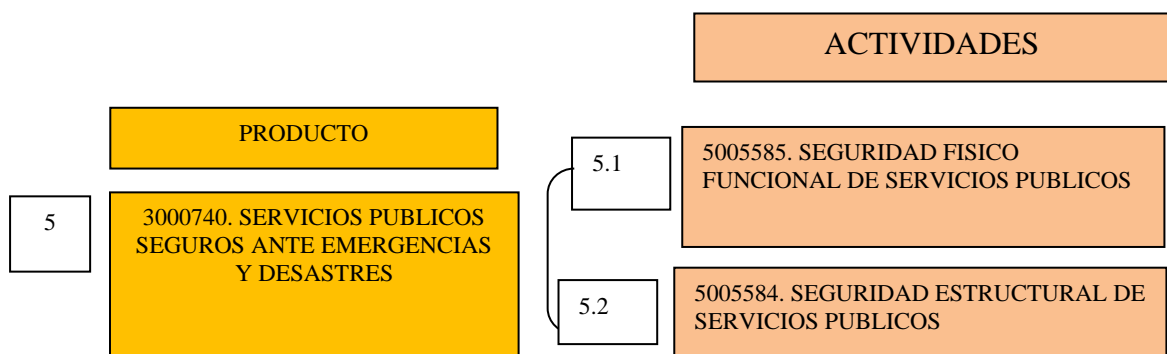 ACTIVIDADES
PRODUCTO
5
3000740. SERVICIOS PUBLICOS
SEGUROS ANTE EMERGENCIAS
Y DESASTRES
5.1
5005585. SEGURIDAD FISICO
FUNCIONAL DE SERVICIOS PUBLICOS
5.2
5005584. SEGURIDAD ESTRUCTURAL DE
SERVICIOS PUBLICOS